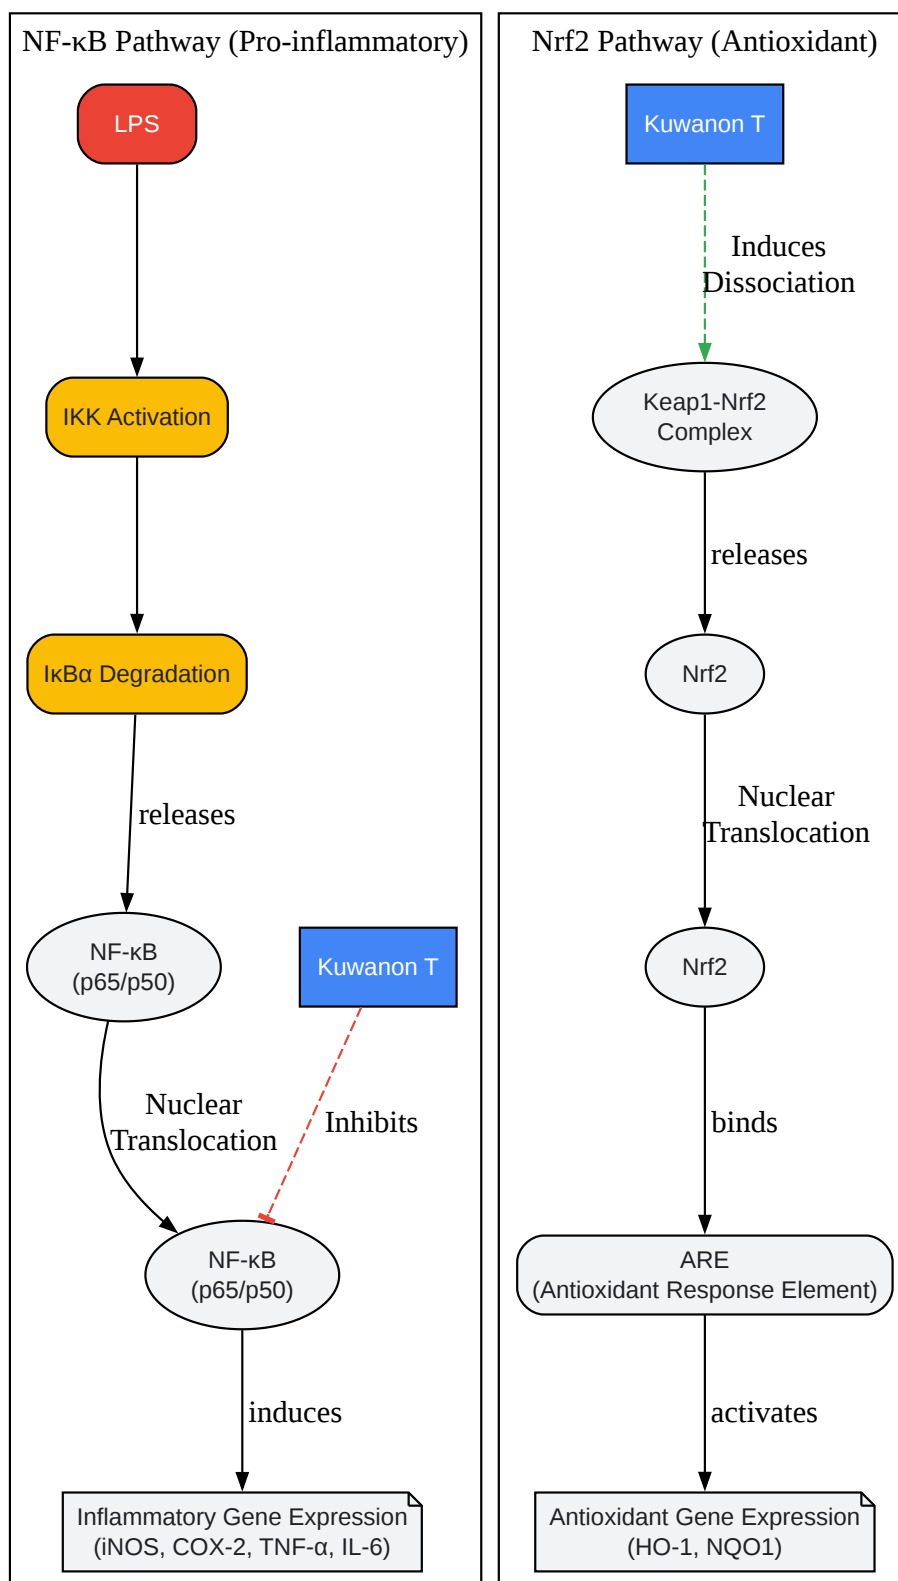 NF-κB Pathway (Pro-inflammatory)
LPS
IKK Activation
IκBα Degradation
releases
NF-κB
(p65/p50)
Kuwanon T
Nuclear
Translocation
Inhibits
NF-κB
(p65/p50)
induces
Inflammatory Gene Expression
(iNOS, COX-2, TNF-α, IL-6)
Nrf2 Pathway (Antioxidant)
Kuwanon T
Induces
Dissociation
Keap1-Nrf2
Complex
releases
Nrf2
Nuclear
Translocation
Nrf2
binds
ARE
(Antioxidant Response Element)
activates
Antioxidant Gene Expression
(HO-1, NQO1)